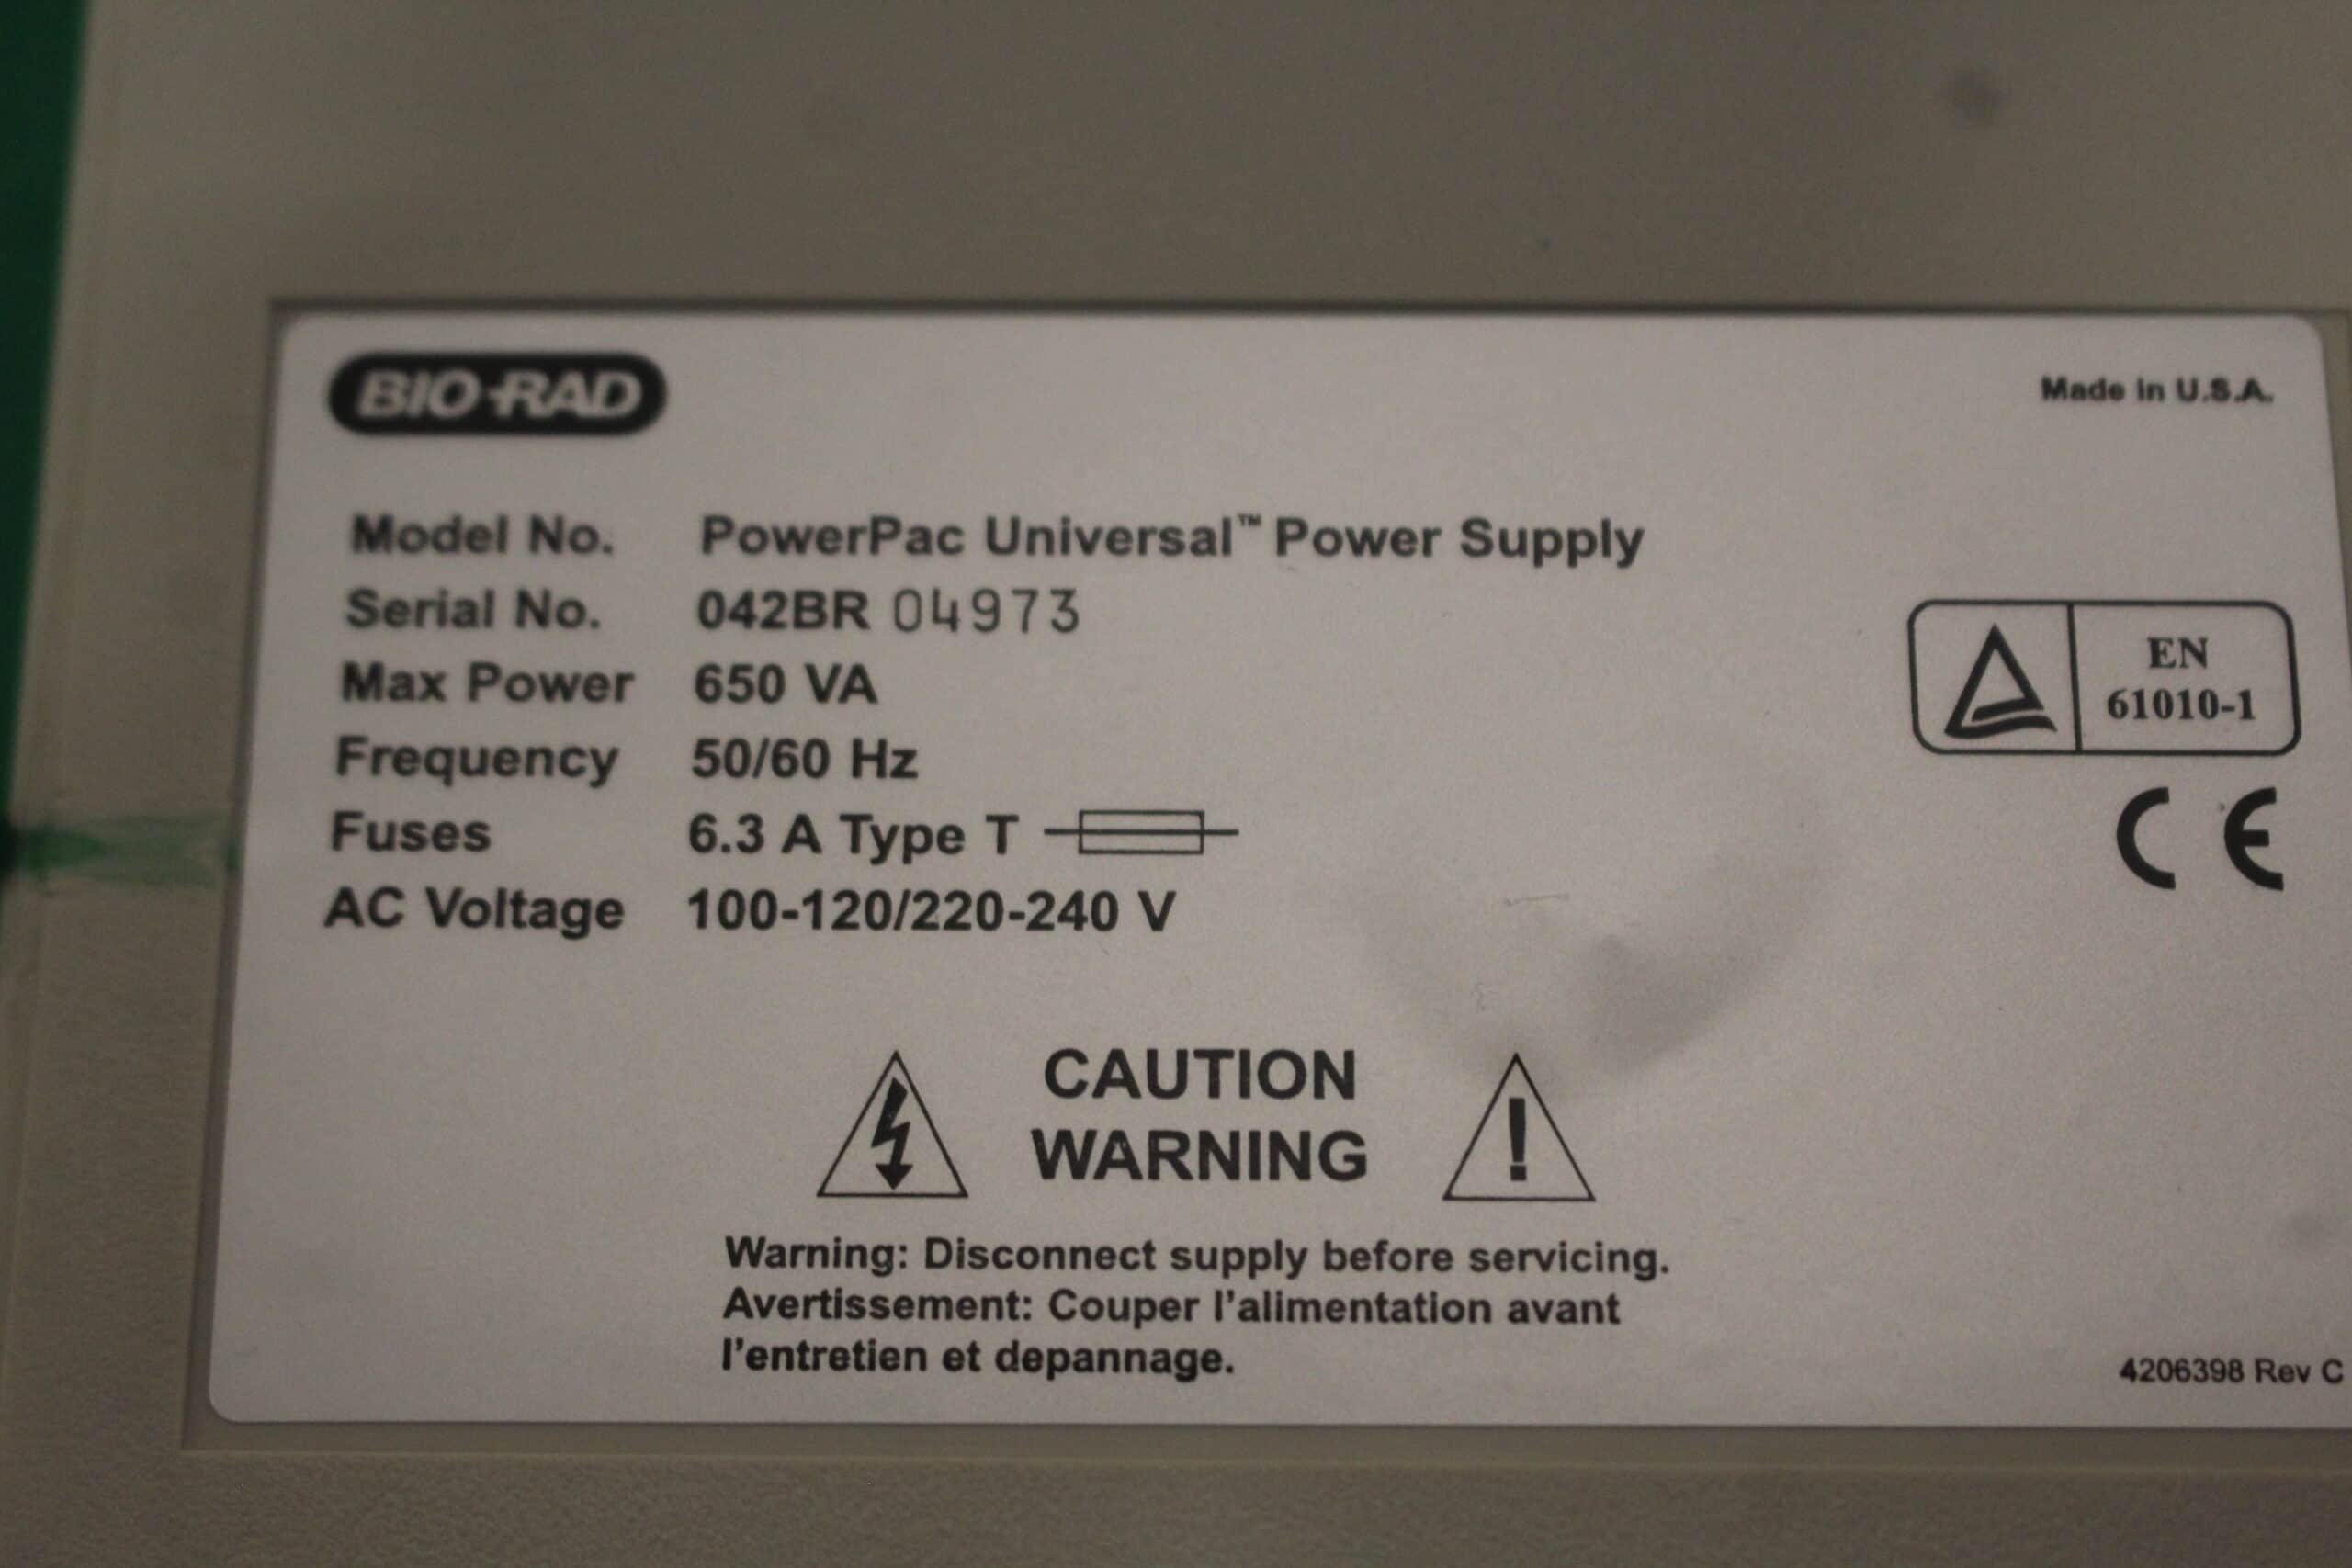 BIO-RAD
Made in U.S.A.
Model No. PowerPac Universal™ Power Supply
Serial No. 042BR 04973
Max Power 650 VA
Frequency 50/60 Hz
Fuses 6.3 A Type T
AC Voltage 100-120/220-240 V
EN
61010-1
CE
CAUTION
WARNING
!
Warning: Disconnect supply before servicing.
Avertissement: Couper l'alimentation avant
l'entretien et depannage.
4206398 Rev C